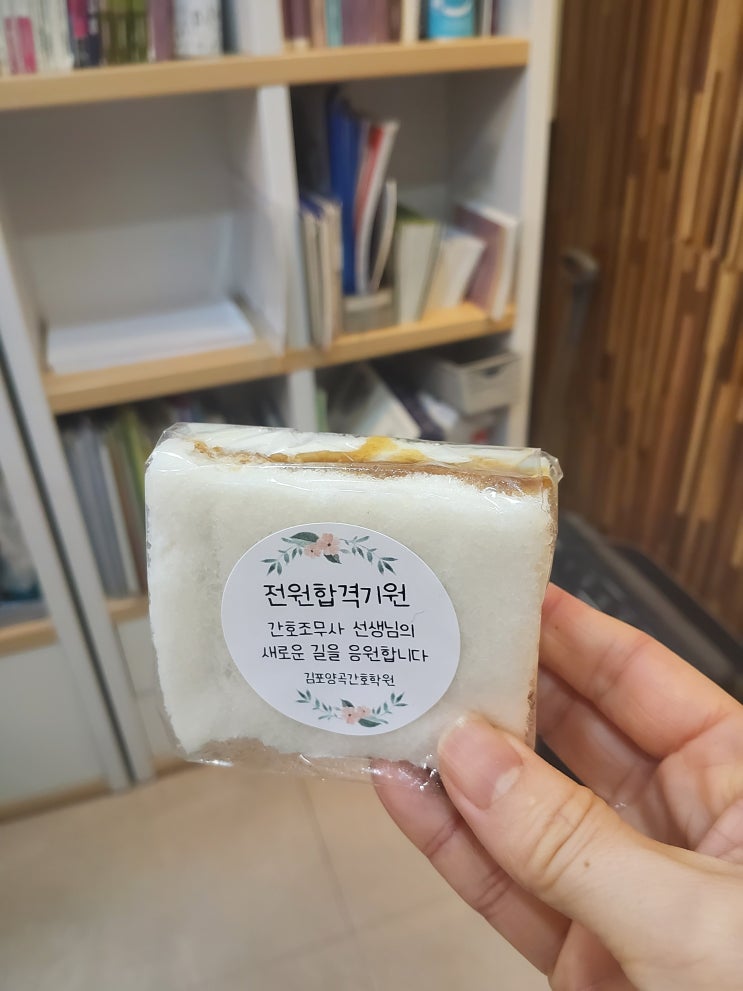 전원합격기원
간호조무사 선생님의
새로운 길을 응원합니다
김포양곡간호학원